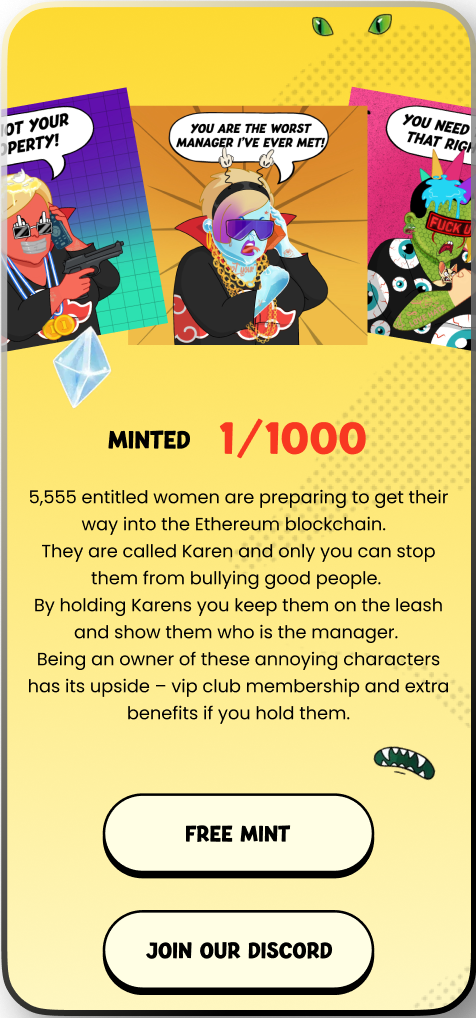 OT YOUR
OPERTY!
YOU ARE THE WORST
MANAGER I'VE EVER MET!
YOU NEED
THAT RIGH
FUCK U
MINTED 1/1000
5,555 entitled women are preparing to get their
way into the Ethereum blockchain.
They are called Karen and only you can stop
them from bullying good people.
By holding Karens you keep them on the leash
and show them who is the manager.
Being an owner of these annoying characters
has its upside – vip club membership and extra
benefits if you hold them.
FREE MINT
JOIN OUR DISCORD